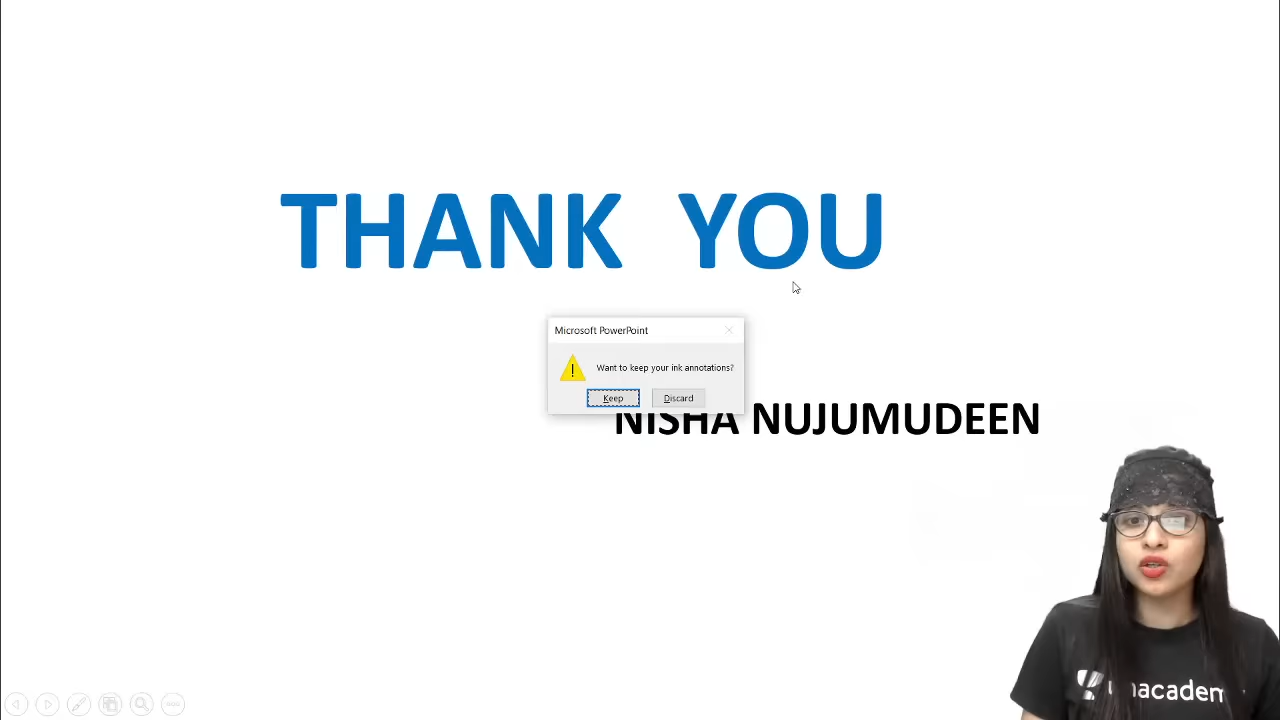 THANK YOU
Microsoft PowerPoint
Want to keep your ink annotations?
Keep
Discard
NISHA NUJUMUDEEN